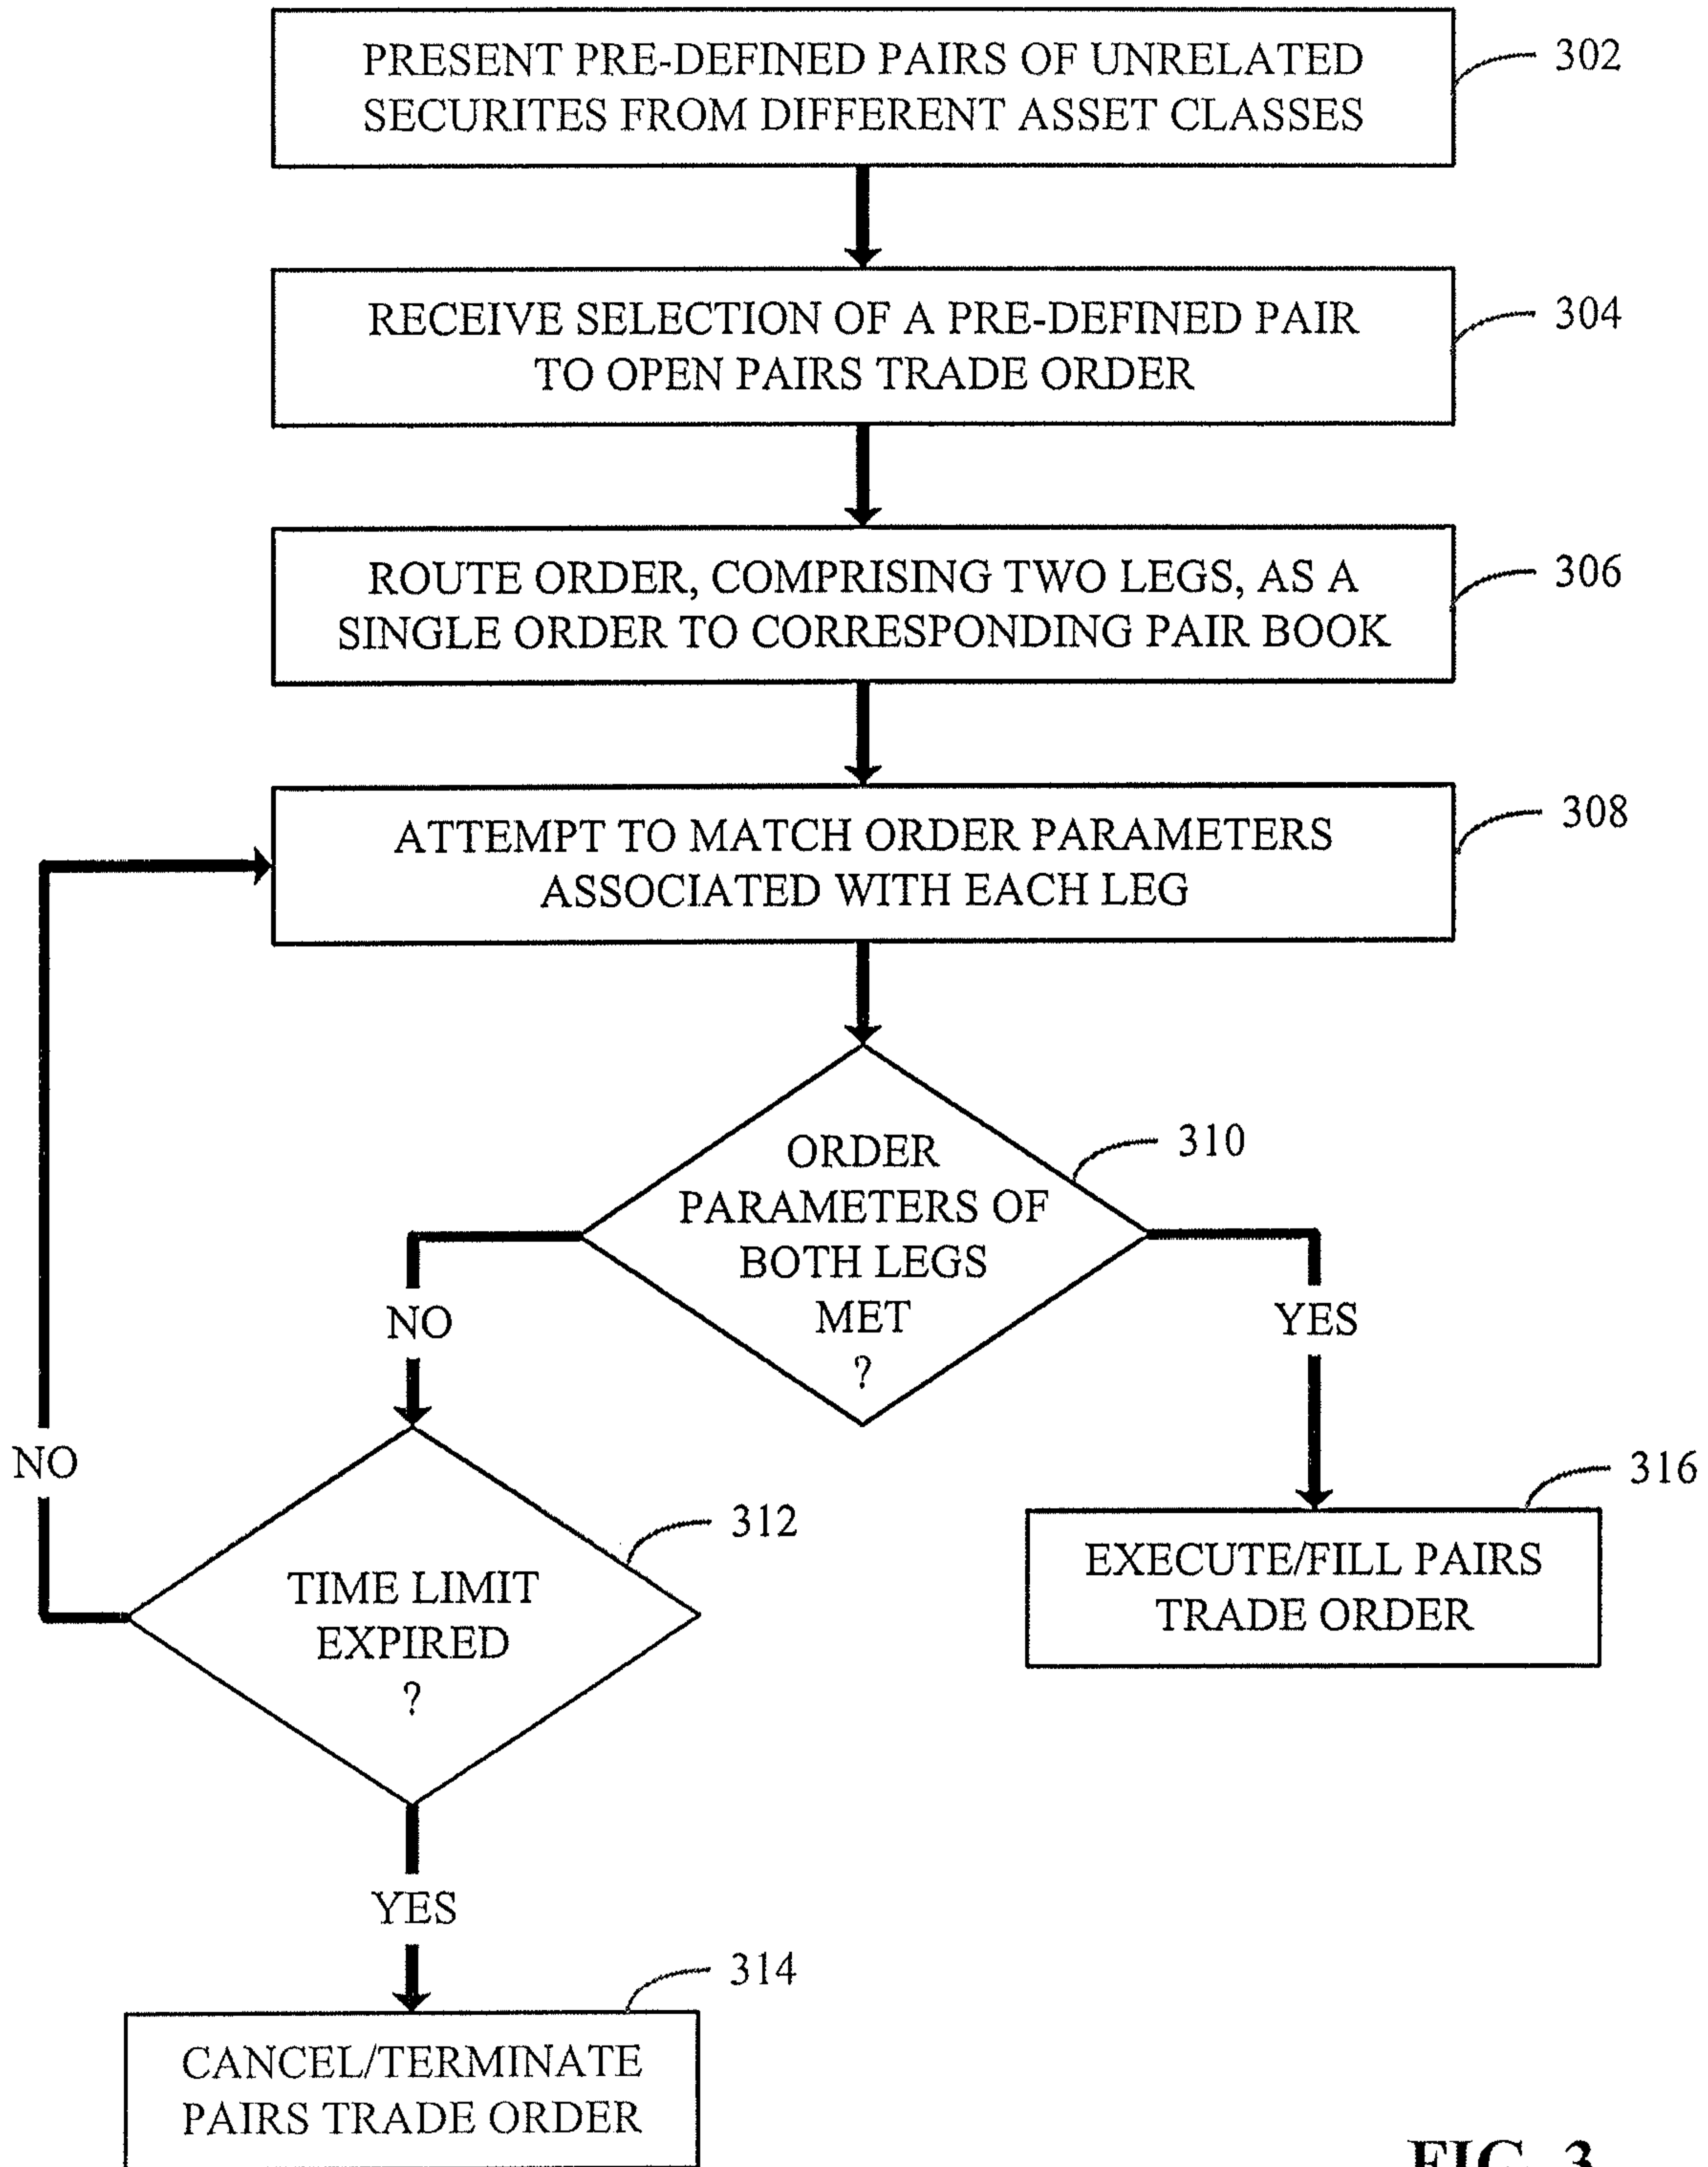 PRESENT PRE-DEFINED PAIRS OF UNRELATED
SECURITES FROM DIFFERENT ASSET CLASSES
302
RECEIVE SELECTION OF A PRE-DEFINED PAIR
TO OPEN PAIRS TRADE ORDER
304
ROUTE ORDER, COMPRISING TWO LEGS, AS A
SINGLE ORDER TO CORRESPONDING PAIR BOOK
306
ATTEMPT TO MATCH ORDER PARAMETERS
ASSOCIATED WITH EACH LEG
308
ORDER
PARAMETERS OF
BOTH LEGS
MET
?
310
NO
YES
NO
TIME LIMIT
EXPIRED
?
312
EXECUTE/FILL PAIRS
TRADE ORDER
316
YES
CANCEL/TERMINATE
PAIRS TRADE ORDER
314
FIG. 3